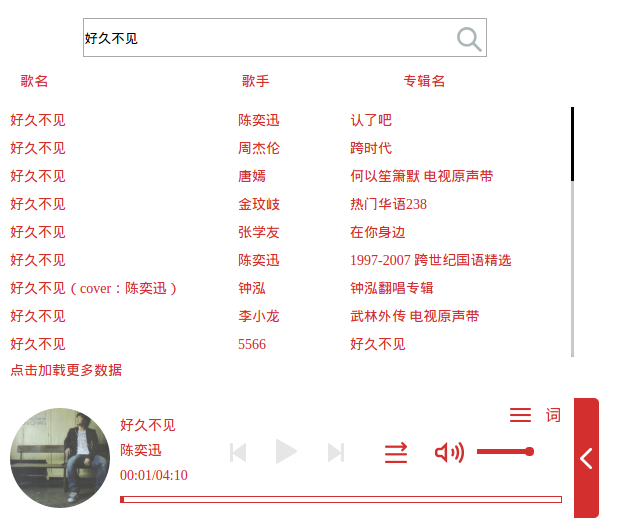 好久不见
歌名 歌手 专辑名
好久不见 陈奕迅 认了吧
好久不见 周杰伦 跨时代
好久不见 唐嫣 何以笙箫默 电视原声带
好久不见 金玟岐 热门华语238
好久不见 张学友 在你身边
好久不见 陈奕迅 1997-2007 跨世纪国语精选
好久不见（cover：陈奕迅） 钟泓 钟泓翻唱专辑
好久不见 李小龙 武林外传 电视原声带
好久不见 5566 好久不见
点击加载更多数据
词
好久不见
陈奕迅
00:01/04:10